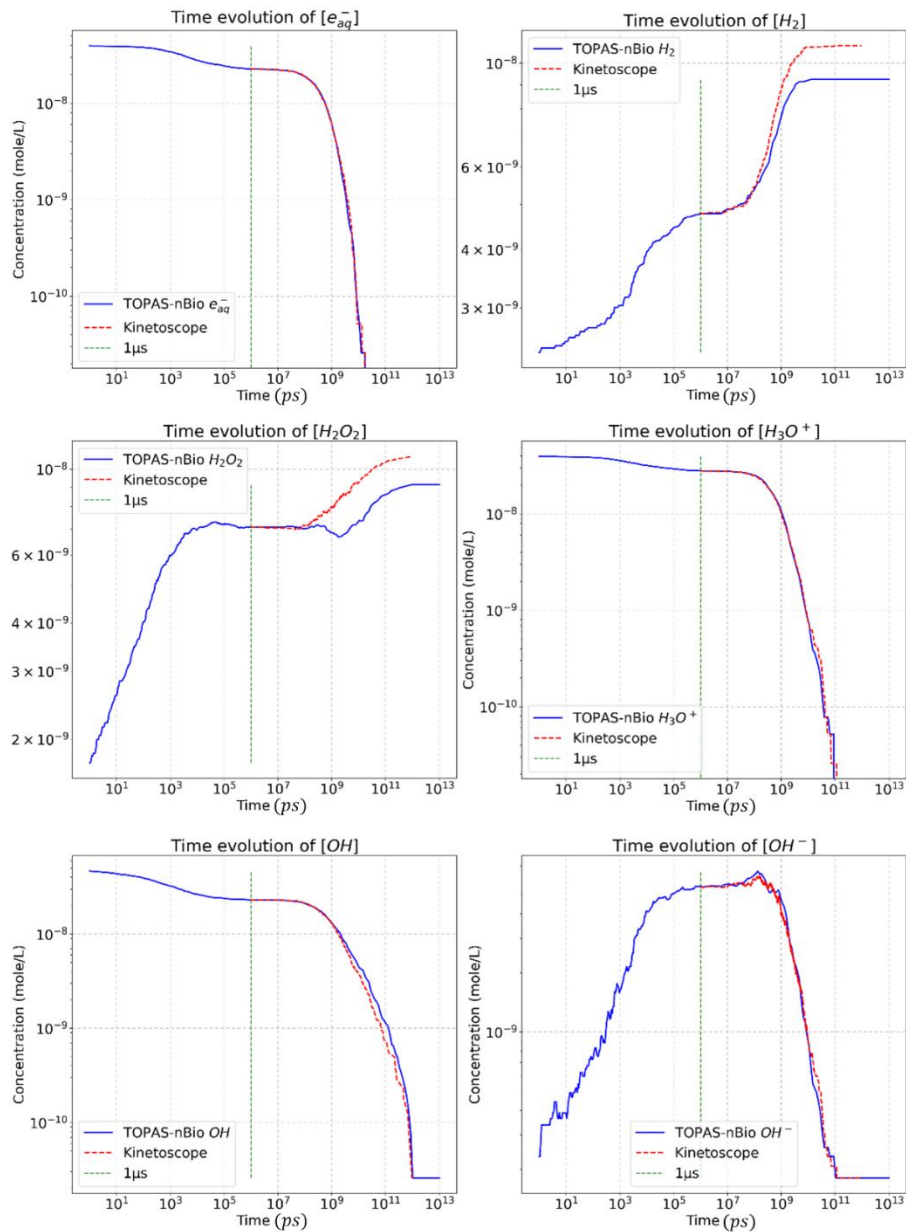 Time evolution of [e⁻aq]
Concentration (mole/L)
10⁻⁸
10⁻⁹
10⁻¹⁰
TOPAS-nBio e⁻aq
Kinetoscope
1μs
10¹ 10³ 10⁵ 10⁷ 10⁹ 10¹¹ 10¹³
Time (ps)
Time evolution of [H₂]
TOPAS-nBio H₂
Kinetoscope
1μs
10⁻⁸
6 × 10⁻⁹
4 × 10⁻⁹
3 × 10⁻⁹
10¹ 10³ 10⁵ 10⁷ 10⁹ 10¹¹ 10¹³
Time (ps)
Time evolution of [H₂O₂]
TOPAS-nBio H₂O₂
Kinetoscope
1μs
10⁻⁸
6 × 10⁻⁹
4 × 10⁻⁹
3 × 10⁻⁹
2 × 10⁻⁹
10¹ 10³ 10⁵ 10⁷ 10⁹ 10¹¹ 10¹³
Time (ps)
Time evolution of [H₃O⁺]
Concentration (mole/L)
10⁻⁸
10⁻⁹
10⁻¹⁰
TOPAS-nBio H₃O⁺
Kinetoscope
1μs
10¹ 10³ 10⁵ 10⁷ 10⁹ 10¹¹ 10¹³
Time (ps)
Time evolution of [OH]
Concentration (mole/L)
10⁻⁸
10⁻⁹
10⁻¹⁰
TOPAS-nBio OH
Kinetoscope
1μs
10¹ 10³ 10⁵ 10⁷ 10⁹ 10¹¹ 10¹³
Time (ps)
Time evolution of [OH⁻]
Concentration (mole/L)
10⁻⁹
TOPAS-nBio OH⁻
Kinetoscope
1μs
10¹ 10³ 10⁵ 10⁷ 10⁹ 10¹¹ 10¹³
Time (ps)